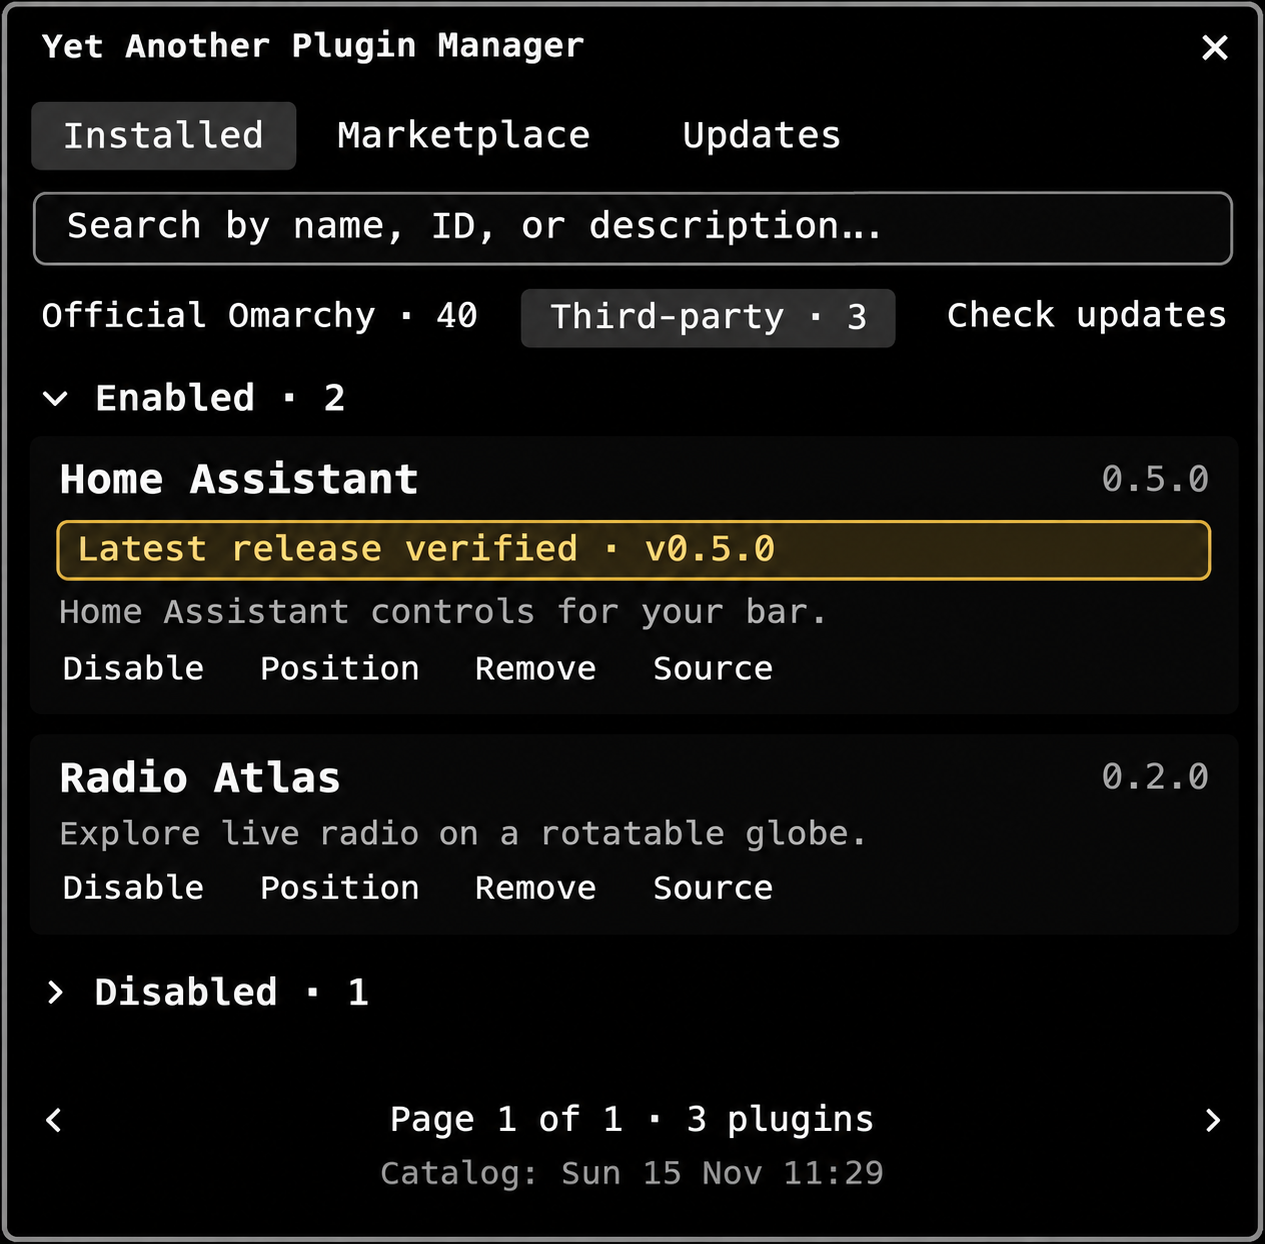 Yet Another Plugin Manager
Installed Marketplace Updates
Search by name, ID, or description...
Official Omarchy · 40 Third-party · 3 Check updates
Enabled · 2
Home Assistant 0.5.0
Latest release verified · v0.5.0
Home Assistant controls for your bar.
Disable Position Remove Source
Radio Atlas 0.2.0
Explore live radio on a rotatable globe.
Disable Position Remove Source
Disabled · 1
Page 1 of 1 · 3 plugins
Catalog: Sun 15 Nov 11:29